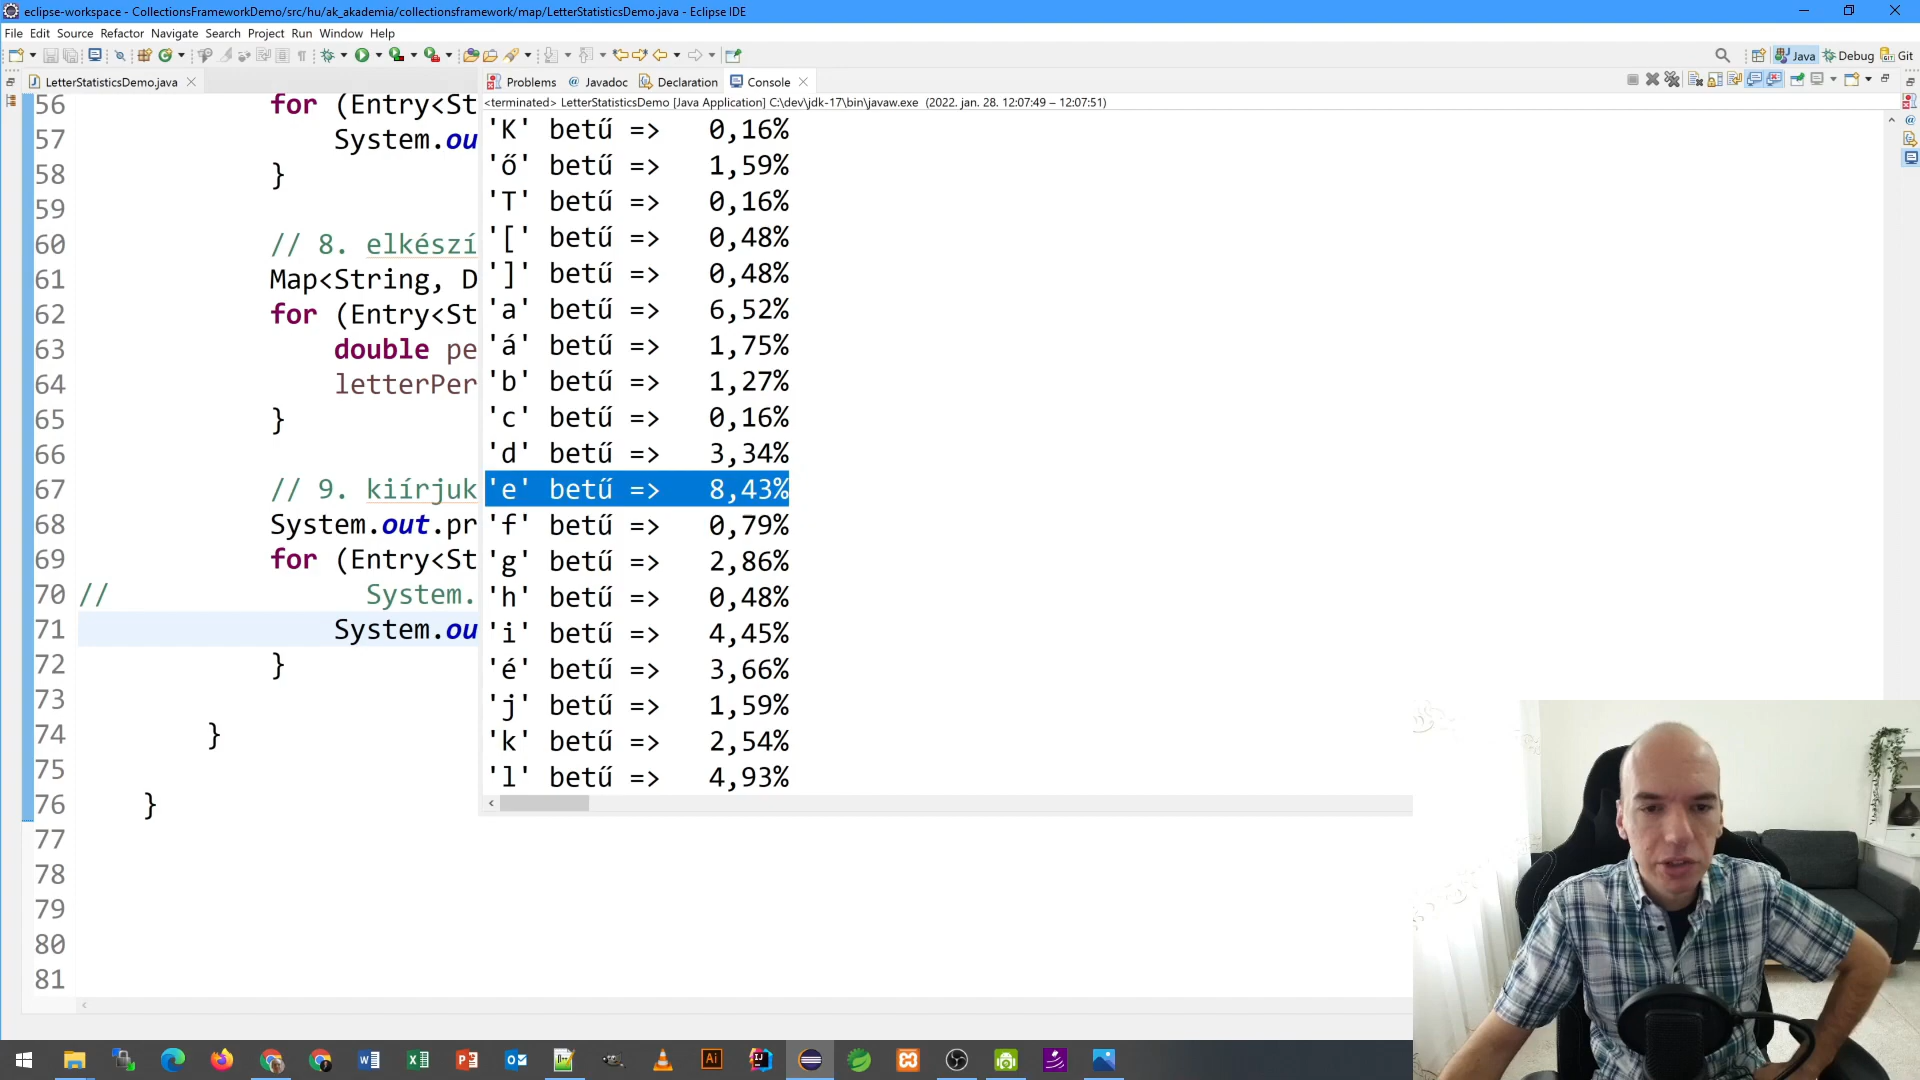 eclipse-workspace - CollectionsFrameworkDemo/src/hu/ak_akademia/collectionsframework/map/LetterStatisticsDemo.java - Eclipse IDE
File Edit Source Refactor Navigate Search Project Run Window Help
Java Debug Git
LetterStatisticsDemo.java
Problems Javadoc Declaration Console
<terminated> LetterStatisticsDemo [Java Application] C:\dev\jdk-17\bin\javaw.exe (2022. jan. 28. 12:07:49 – 12:07:51)
56 for (Entry<St
57 System.ou
58 }
59
60 // 8. elkészí
61 Map<String, D
62 for (Entry<St
63 double pe
64 letterPer
65 }
66
67 // 9. kiírjuk
68 System.out.pr
69 for (Entry<St
70 // System.
71 System.ou
72 }
73
74 }
75
76 }
77
78
79
80
81
'K' betű => 0,16%
'ő' betű => 1,59%
'T' betű => 0,16%
'[' betű => 0,48%
']' betű => 0,48%
'a' betű => 6,52%
'á' betű => 1,75%
'b' betű => 1,27%
'c' betű => 0,16%
'd' betű => 3,34%
'e' betű => 8,43%
'f' betű => 0,79%
'g' betű => 2,86%
'h' betű => 0,48%
'i' betű => 4,45%
'é' betű => 3,66%
'j' betű => 1,59%
'k' betű => 2,54%
'l' betű => 4,93%